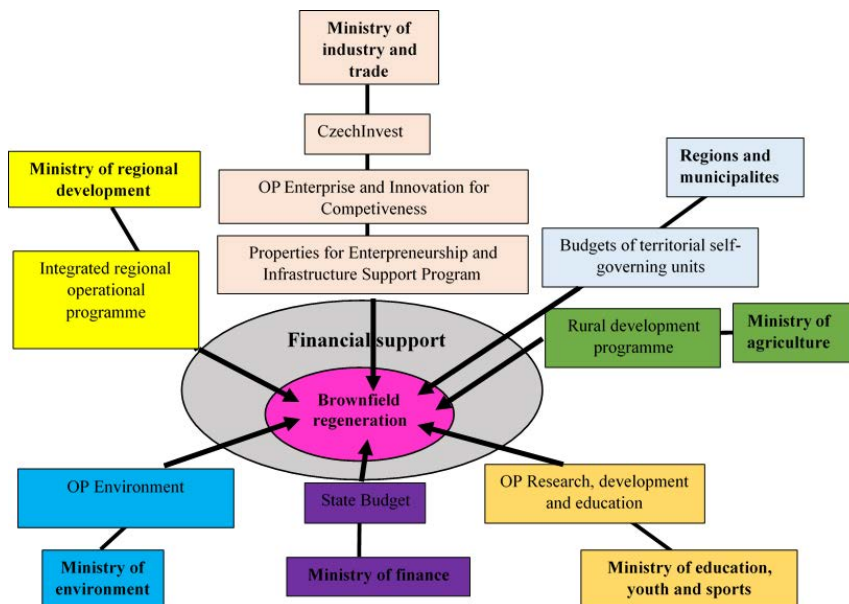 Ministry of
industry and
trade
CzechInvest
Ministry of regional
development
Regions and
municipalites
OP Enterprise and Innovation for
Competiveness
Integrated regional
operational
programme
Properties for Enterpreneurship and
Infrastructure Support Program
Budgets of territorial self-
governing units
Financial support
Rural development
programme
Ministry of
agriculture
Brownfield
regeneration
OP Environment
State Budget
OP Research, development
and education
Ministry of
environment
Ministry of finance
Ministry of education,
youth and sports